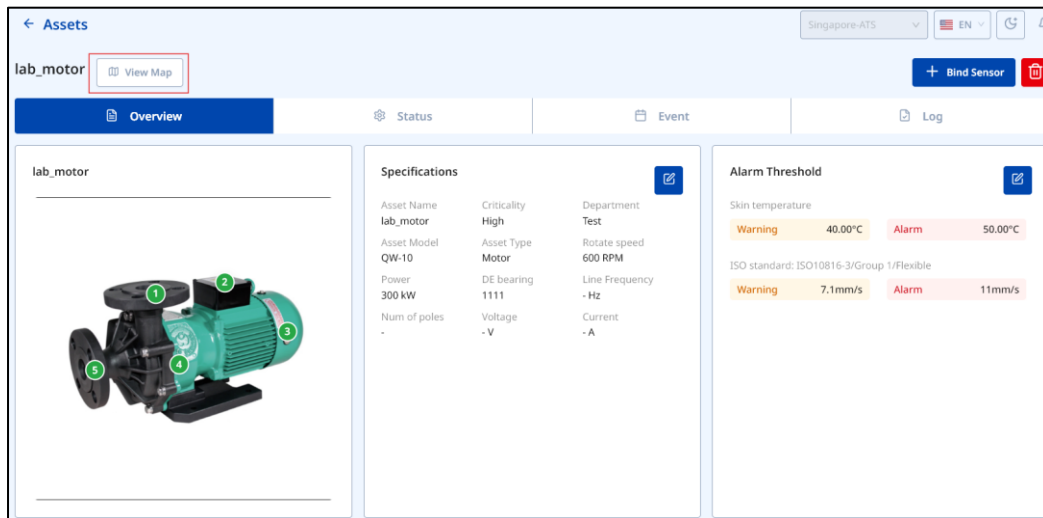 ← Assets
Singapore-ATS
EN
lab_motor
View Map
+ Bind Sensor
Overview
Status
Event
Log
lab_motor
1
2
3
4
5
Specifications
Asset Name Criticality Department
lab_motor High Test
Asset Model Asset Type Rotate speed
QW-10 Motor 600 RPM
Power DE bearing Line Frequency
300 kW 1111 - Hz
Num of poles Voltage Current
- - V - A
Alarm Threshold
Skin temperature
Warning 40.00°C Alarm 50.00°C
ISO standard: ISO10816-3/Group 1/Flexible
Warning 7.1mm/s Alarm 11mm/s